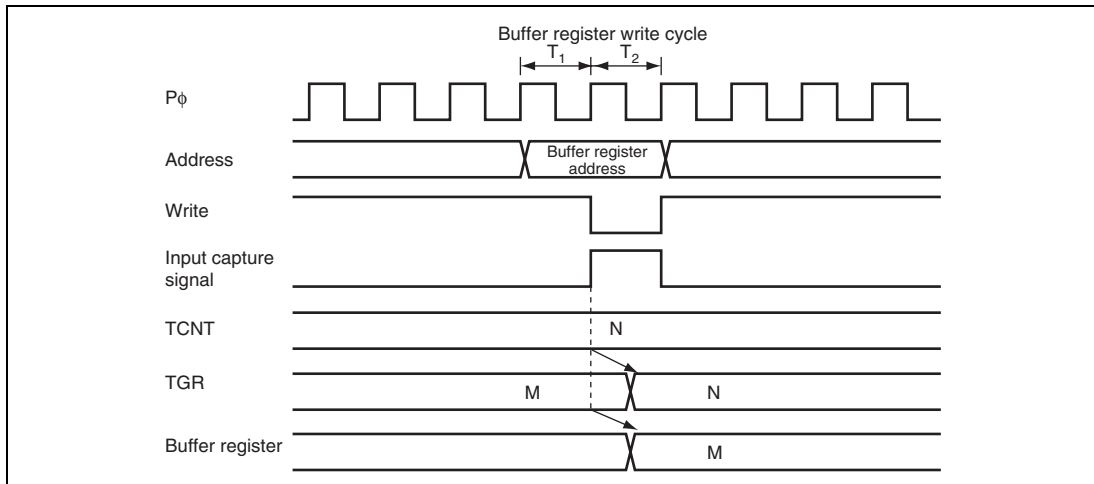 Buffer register write cycle
T₁ T₂
Pϕ
Address
Buffer register
address
Write
Input capture
signal
TCNT
N
TGR
M N
Buffer register
M